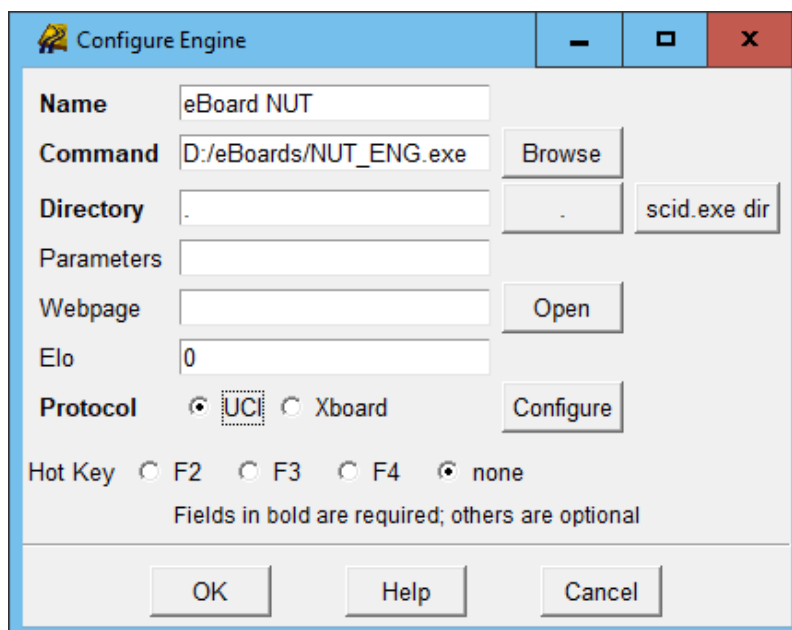 Configure Engine
Name eBoard NUT
Command D:/eBoards/NUT_ENG.exe Browse
Directory . . scid.exe dir
Parameters
Webpage Open
Elo 0
Protocol UCI Xboard Configure
Hot Key F2 F3 F4 none
Fields in bold are required; others are optional
OK Help Cancel